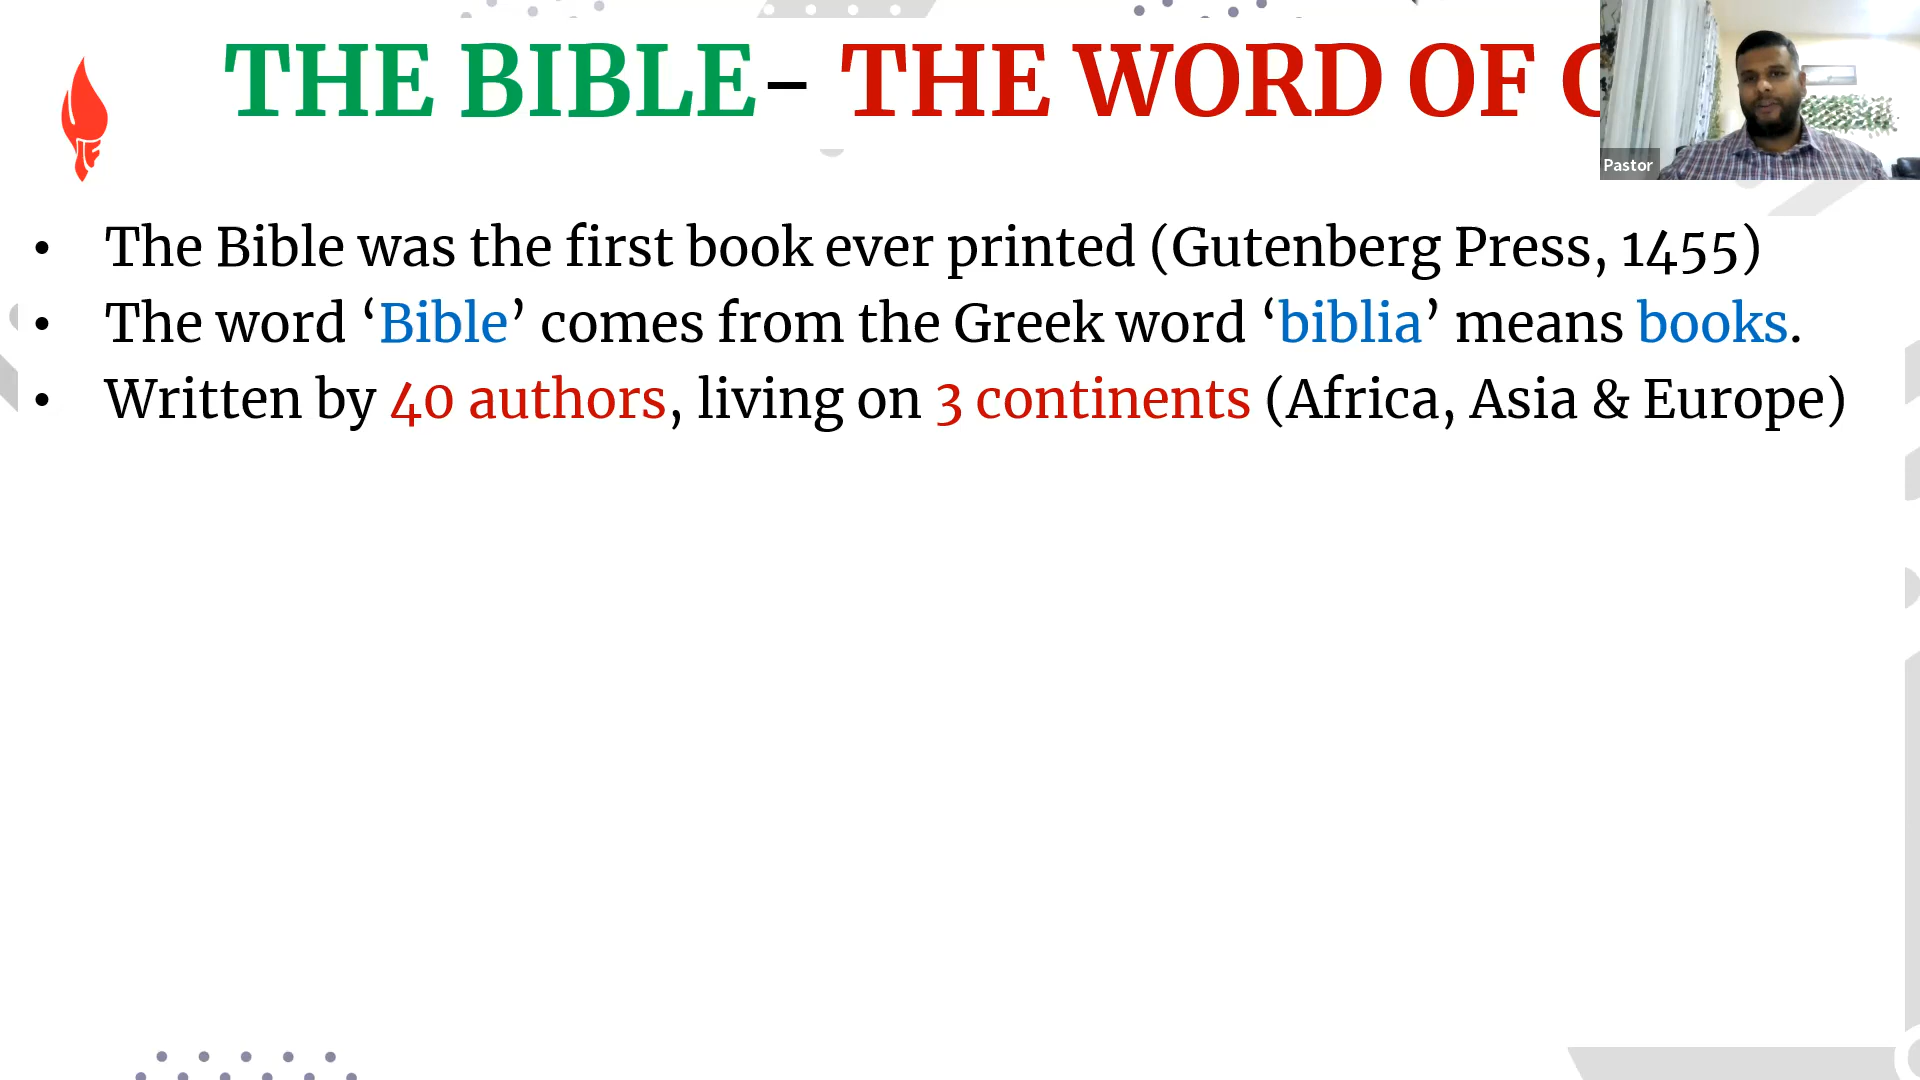 THE BIBLE – THE WORD OF
Pastor
• The Bible was the first book ever printed (Gutenberg Press, 1455)
• The word ‘Bible’ comes from the Greek word ‘biblia’ means books.
• Written by 40 authors, living on 3 continents (Africa, Asia & Europe)